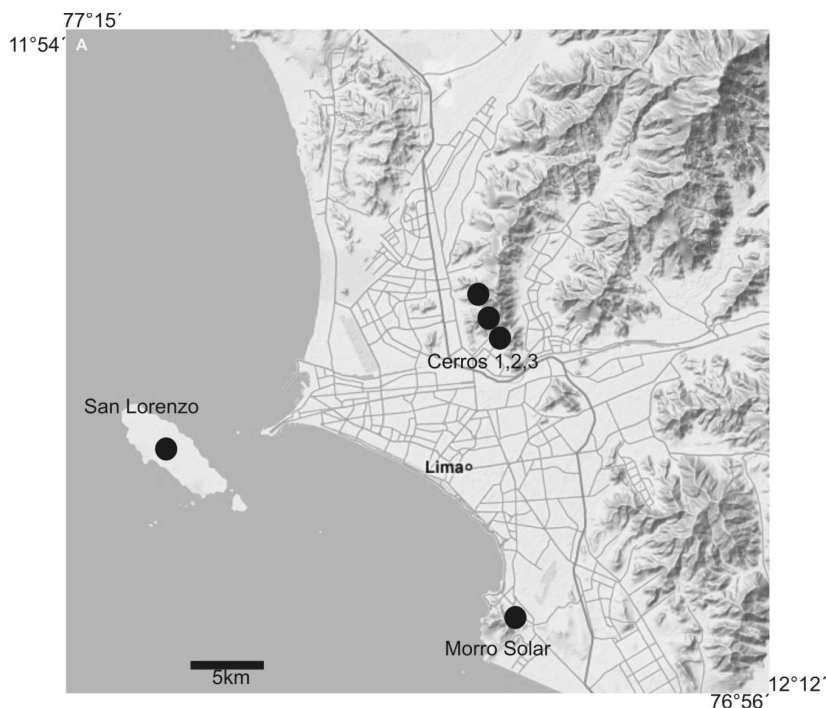 77°15´
11°54´
A
Cerros 1,2,3
San Lorenzo
Lima
Morro Solar
5km
12°12´
76°56´